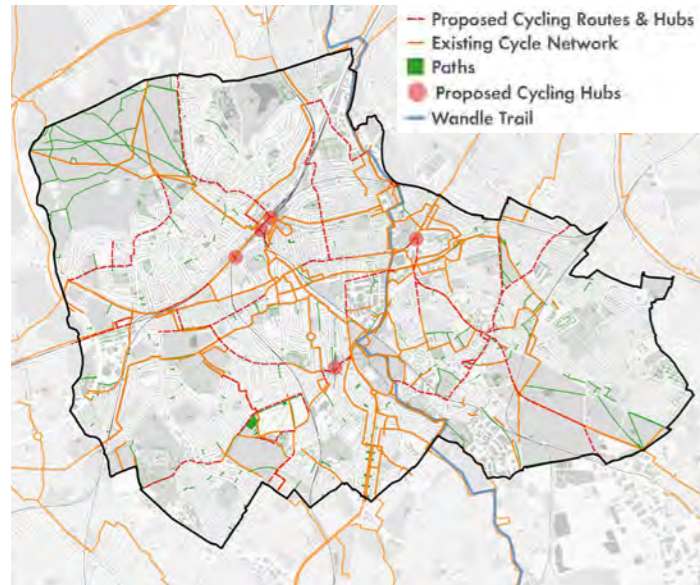 Proposed Cycling Routes & Hubs
Existing Cycle Network
Paths
Proposed Cycling Hubs
Wandle Trail